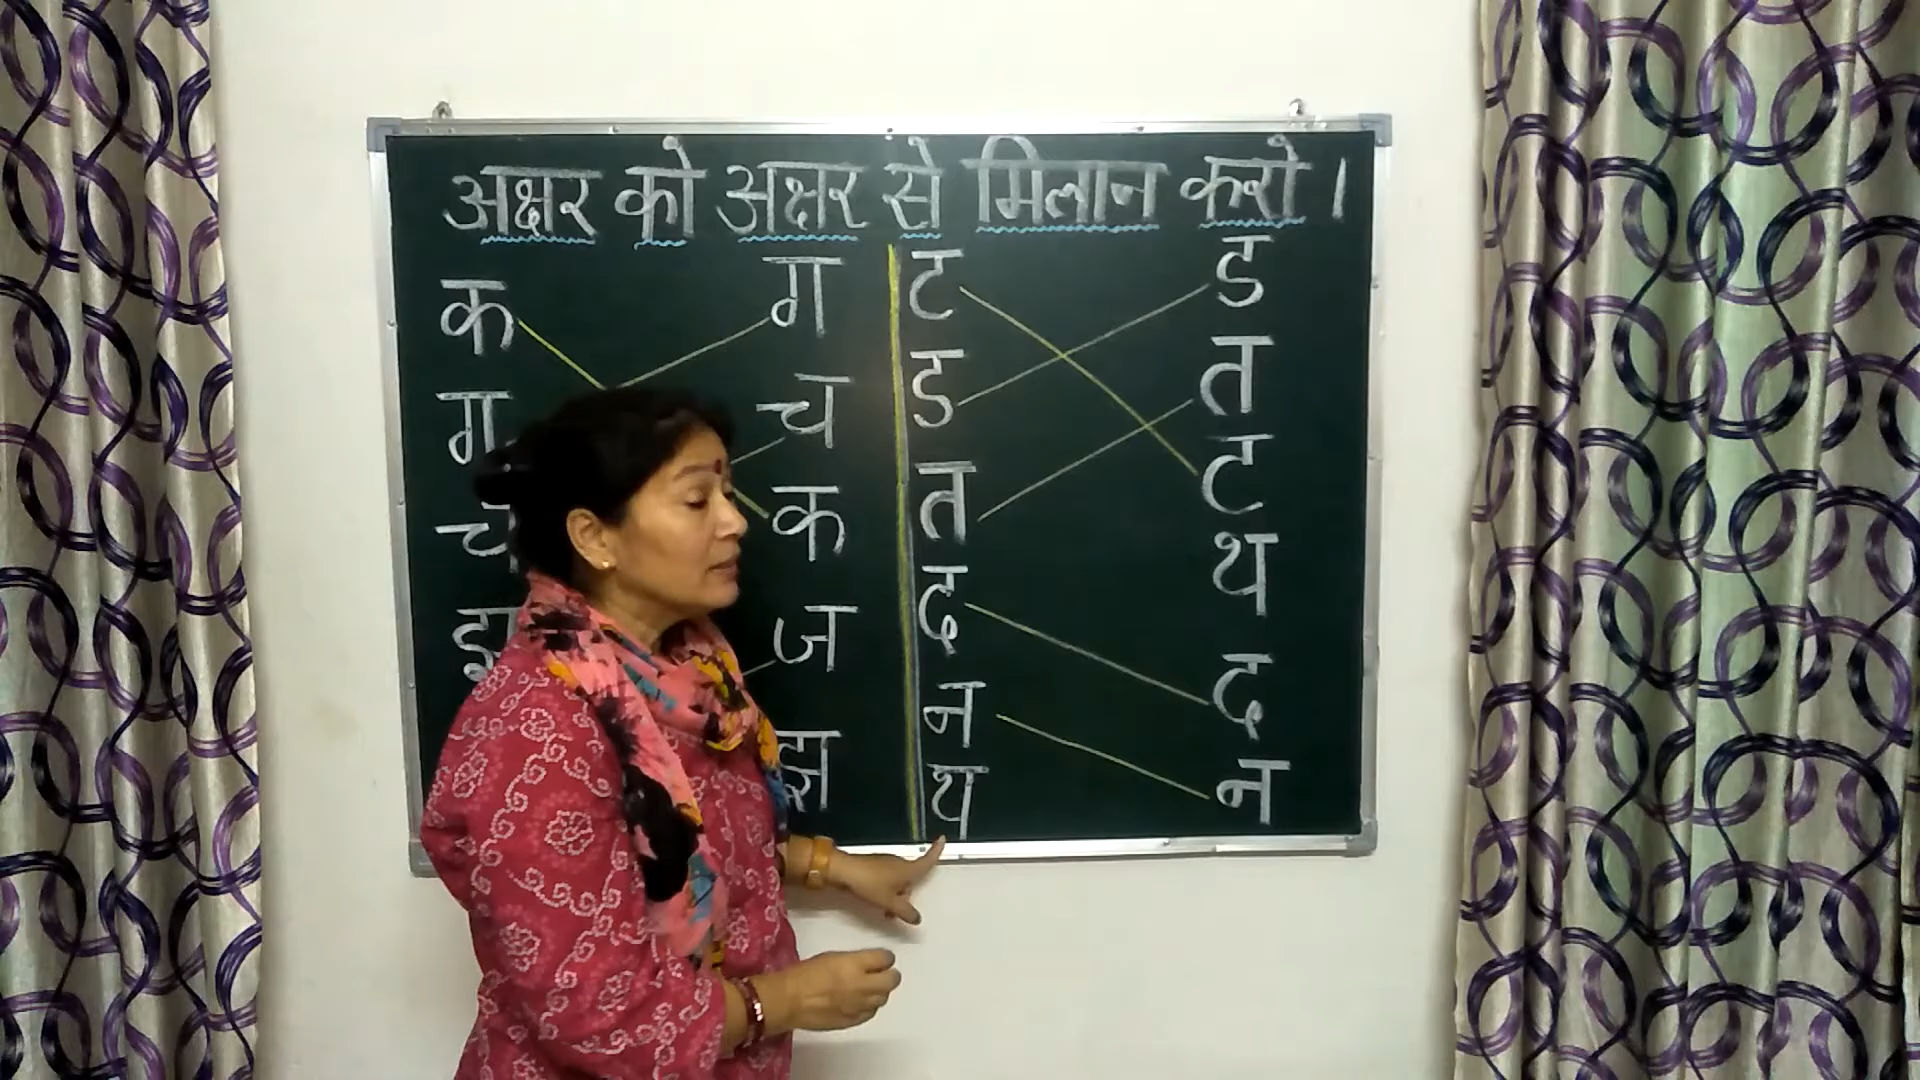 अक्षर को अक्षर से मिलान करो ।
क ग ट ड
ग च ड त
च क त ट
झ ज द थ
झ न द
थ न